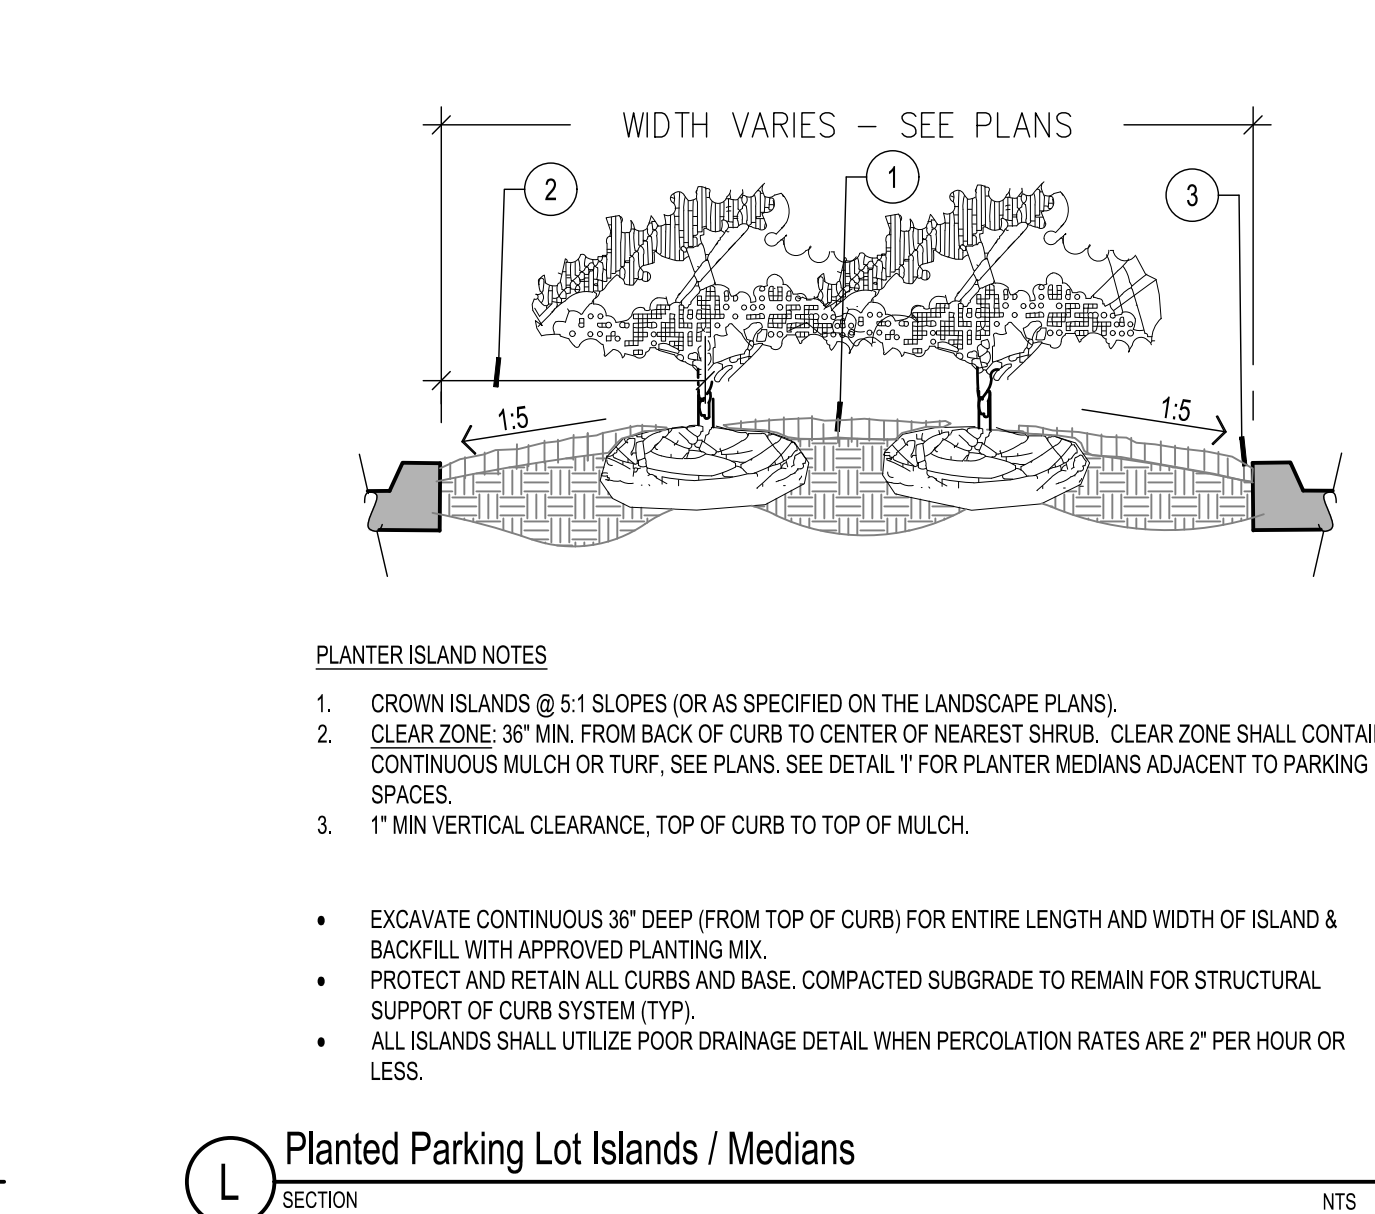 WIDTH VARIES – SEE PLANS
2
1
3
1:5
1:5
PLANTER ISLAND NOTES
1. CROWN ISLANDS @ 5:1 SLOPES (OR AS SPECIFIED ON THE LANDSCAPE PLANS).
2. CLEAR ZONE: 36" MIN. FROM BACK OF CURB TO CENTER OF NEAREST SHRUB. CLEAR ZONE SHALL
CONTINUOUS MULCH OR TURF, SEE PLANS. SEE DETAIL 'I' FOR PLANTER MEDIANS ADJACENT TO PARKING
SPACES.
3. 1" MIN VERTICAL CLEARANCE, TOP OF CURB TO TOP OF MULCH.
• EXCAVATE CONTINUOUS 36" DEEP (FROM TOP OF CURB) FOR ENTIRE LENGTH AND WIDTH OF ISLAND &
BACKFILL WITH APPROVED PLANTING MIX.
• PROTECT AND RETAIN ALL CURBS AND BASE. COMPACTED SUBGRADE TO REMAIN FOR STRUCTURAL
SUPPORT OF CURB SYSTEM (TYP).
• ALL ISLANDS SHALL UTILIZE POOR DRAINAGE DETAIL WHEN PERCOLATION RATES ARE 2" PER HOUR OR
LESS.
L
Planted Parking Lot Islands / Medians
SECTION
NTS